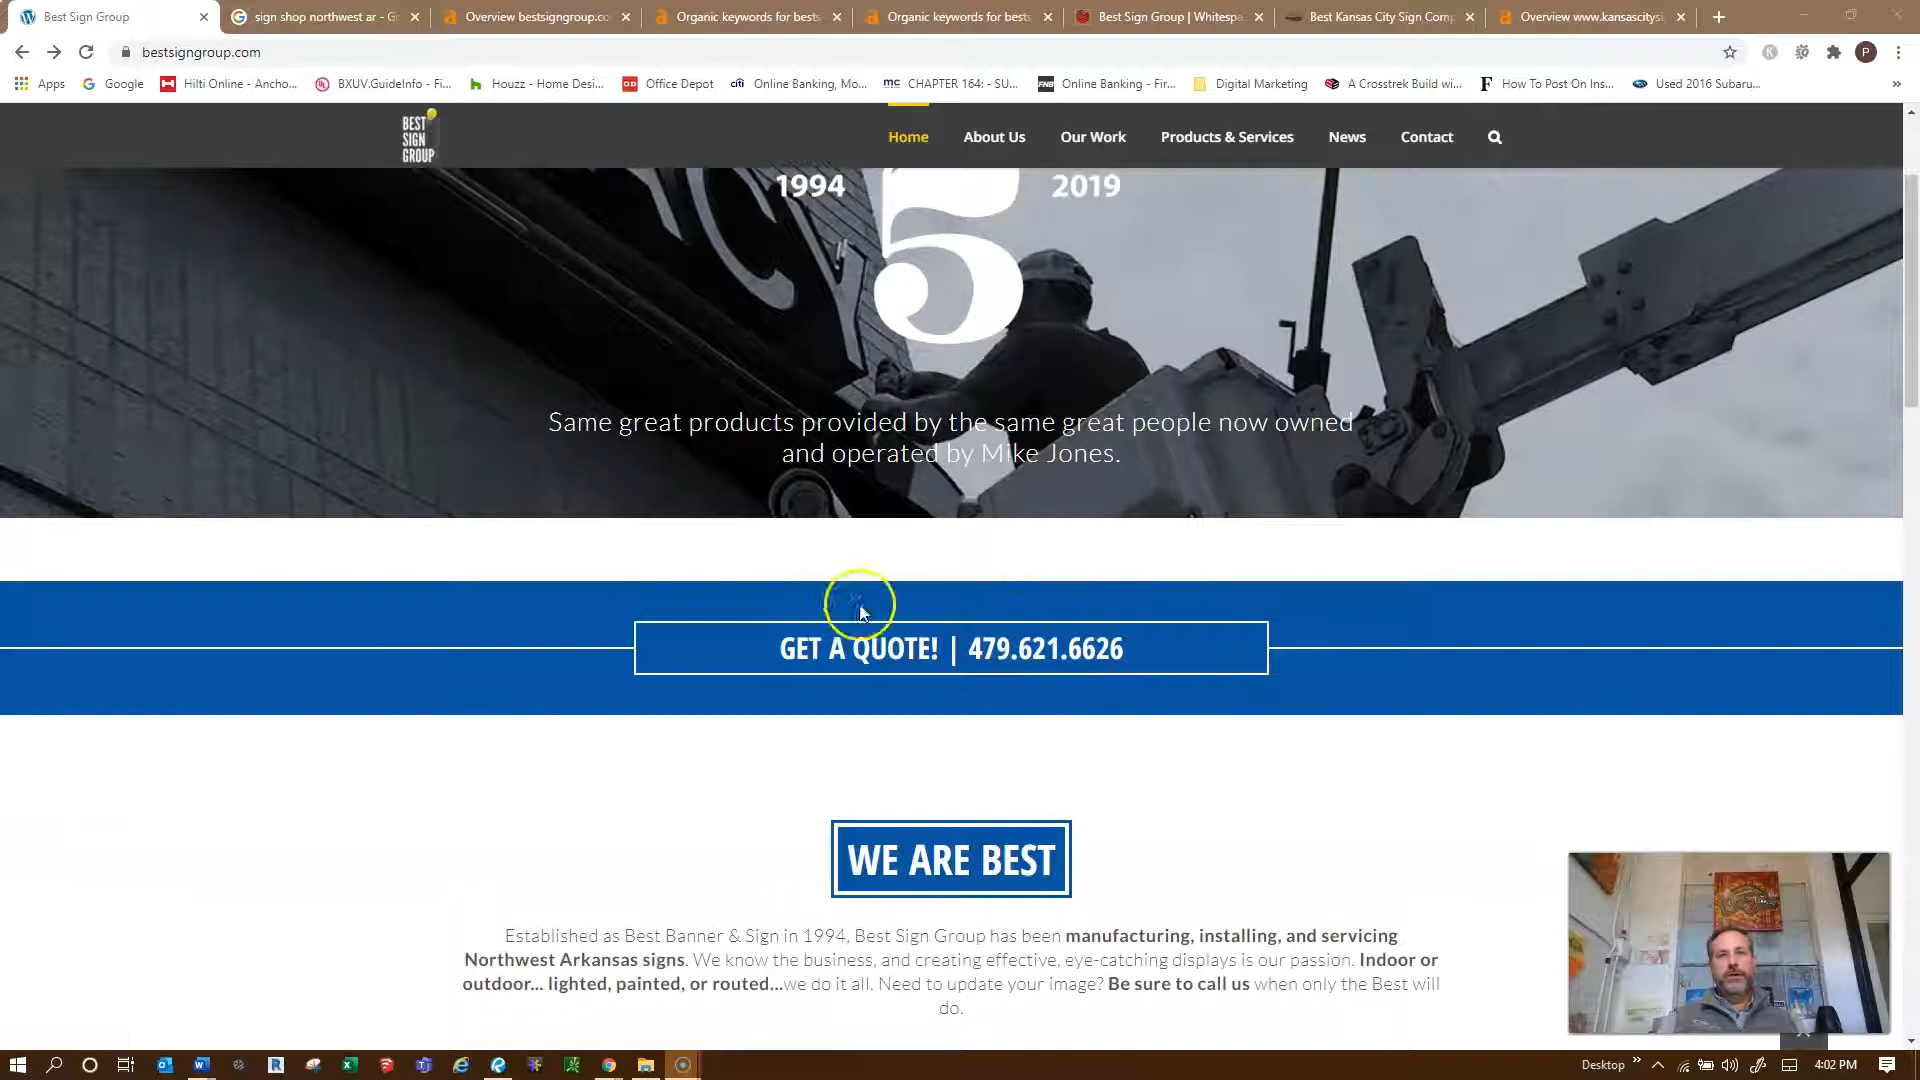 Best Sign Group
sign shop northwest ar - G
Overview bestsigngroup.co
Organic keywords for bests
Organic keywords for bests
Best Sign Group | Whitespa
Best Kansas City Sign Comp
Overview www.kansascitysi
bestsigngroup.com
P
Apps
Google
Hilti Online - Ancho...
BXUV.GuideInfo - Fi...
Houzz - Home Desi...
Office Depot
Online Banking, Mo...
CHAPTER 164: - SU...
Online Banking - Fir...
Digital Marketing
A Crosstrek Build wi...
How To Post On Ins...
Used 2016 Subaru...
BEST
SIGN
GROUP
Home
About Us
Our Work
Products & Services
News
Contact
1994
5
2019
Same great products provided by the same great people now owned
and operated by Mike Jones.
GET A QUOTE! | 479.621.6626
WE ARE BEST
Established as Best Banner & Sign in 1994, Best Sign Group has been manufacturing, installing, and servicing
Northwest Arkansas signs. We know the business, and creating effective, eye-catching displays is our passion. Indoor or
outdoor... lighted, painted, or routed...we do it all. Need to update your image? Be sure to call us when only the Best will
do.
Desktop
4:02 PM